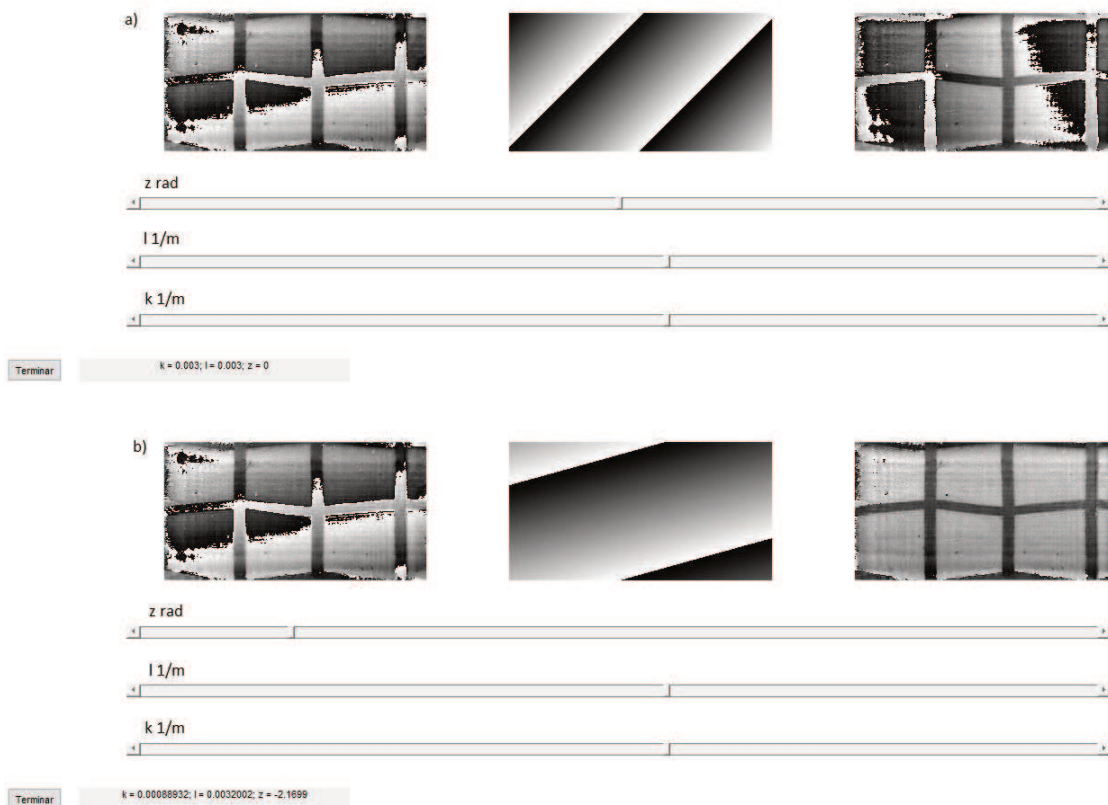 a)
z rad
l 1/m
k 1/m
Terminar
k = 0.003; l = 0.003; z = 0
b)
z rad
l 1/m
k 1/m
Terminar
k = 0.00088932; l = 0.0032002; z = -2.1699